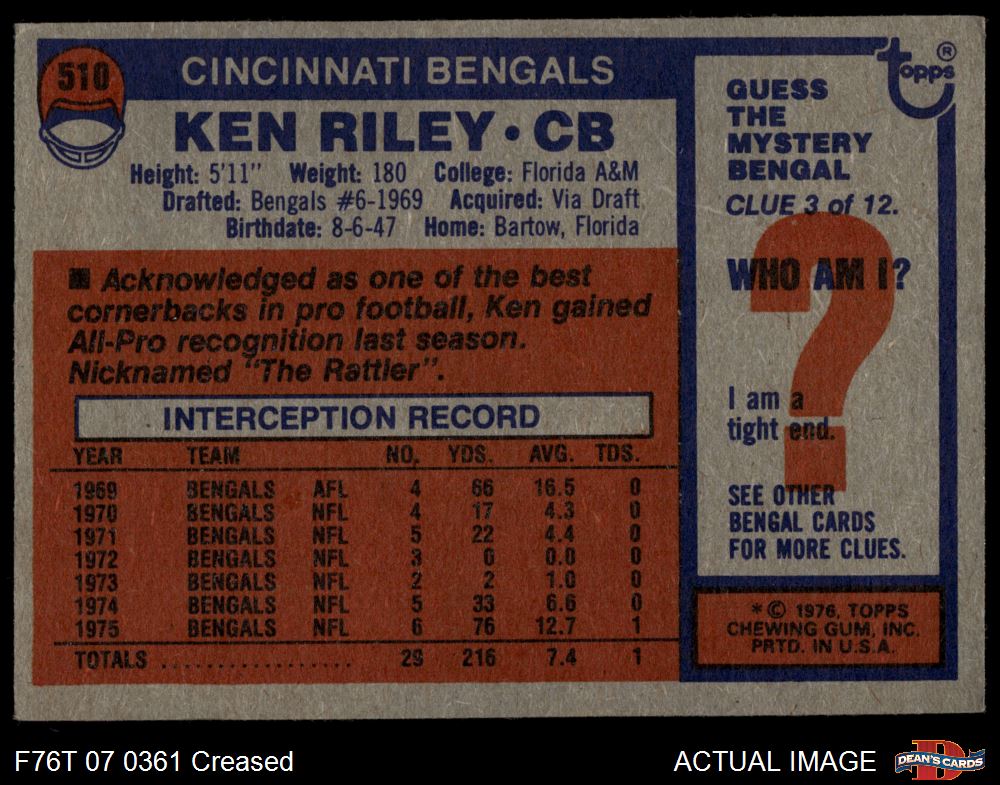 510
CINCINNATI BENGALS
KEN RILEY • CB
Height: 5'11" Weight: 180 College: Florida A&M
Drafted: Bengals #6-1969 Acquired: Via Draft
Birthdate: 8-6-47 Home: Bartow, Florida
■ Acknowledged as one of the best
cornerbacks in pro football, Ken gained
All-Pro recognition last season.
Nicknamed "The Rattler".
INTERCEPTION RECORD
YEAR TEAM NO. YDS. AVG. TDS.
1969 BENGALS AFL 4 66 16.5 0
1970 BENGALS NFL 4 17 4.3 0
1971 BENGALS NFL 5 22 4.4 0
1972 BENGALS NFL 3 0 0.0 0
1973 BENGALS NFL 2 2 1.0 0
1974 BENGALS NFL 5 33 6.6 0
1975 BENGALS NFL 6 76 12.7 1
TOTALS .................. 29 216 7.4 1
topps®
GUESS
THE
MYSTERY
BENGAL
CLUE 3 of 12.
WHO AM I?
?
I am a
tight end.
SEE OTHER
BENGAL CARDS
FOR MORE CLUES.
* © 1976, TOPPS
CHEWING GUM, INC.
PRTD. IN U.S.A.
F76T 07 0361 Creased
ACTUAL IMAGE
D
DEAN'S CARDS